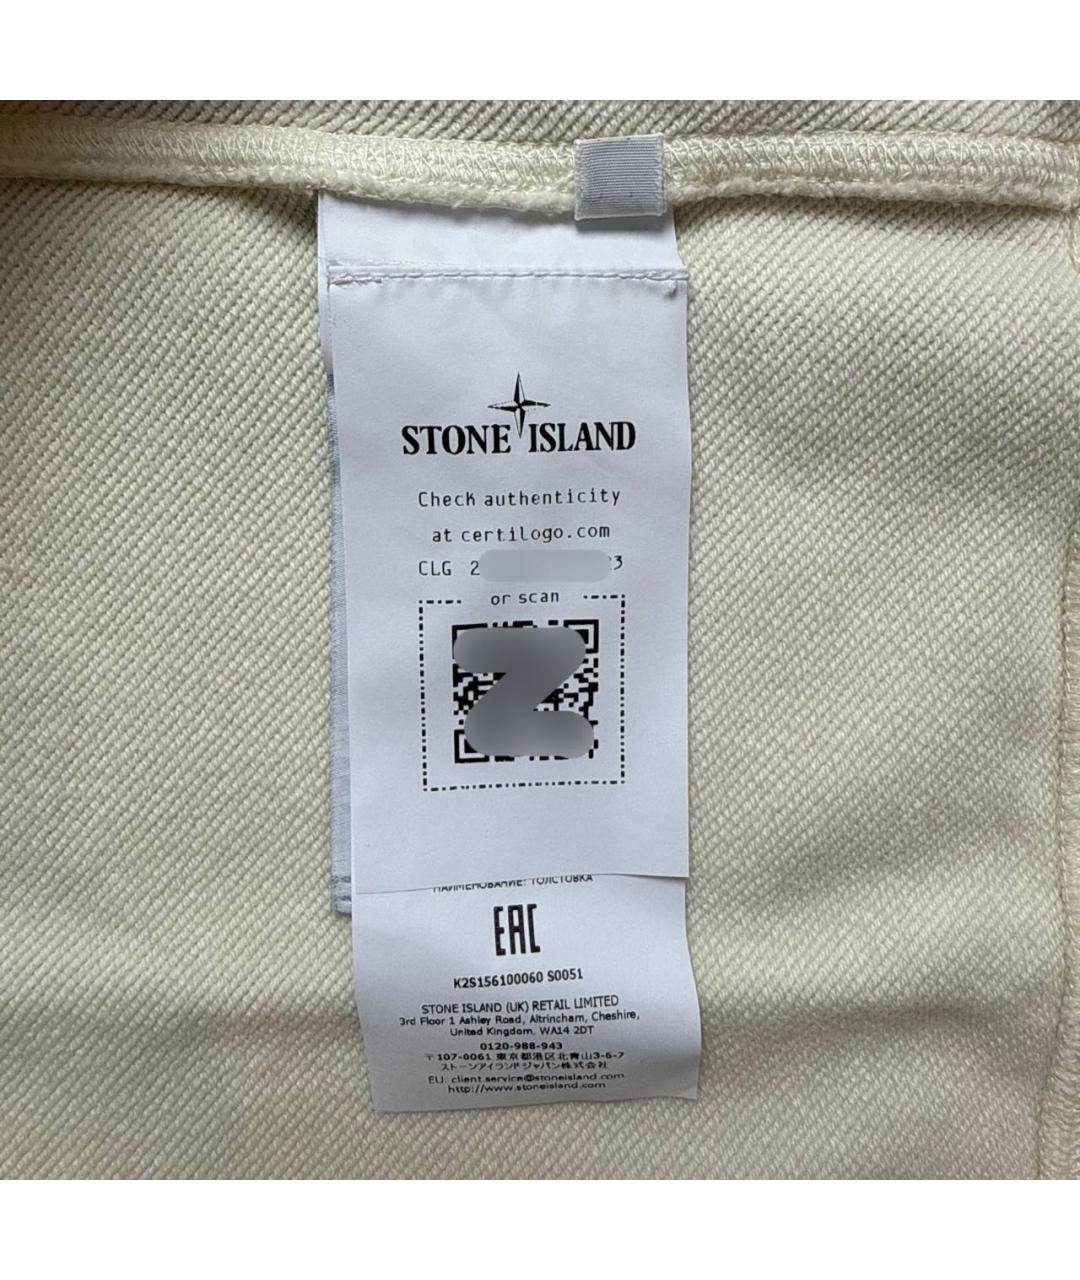 STONE ISLAND
Check authenticity
at certilogo.com
CLG 2 3
or scan
НАИМЕНОВАНИЕ: ТОЛСТОВКА
EAC
K2S156100060 S0051
STONE ISLAND (UK) RETAIL LIMITED
3rd Floor 1 Ashley Road, Altrincham, Cheshire,
United Kingdom, WA14 2DT
0120-988-943
〒107-0061 東京都港区北青山3-6-7
ストーンアイランドジャパン株式会社
EU: client.service@stoneisland.com
http://www.stoneisland.com